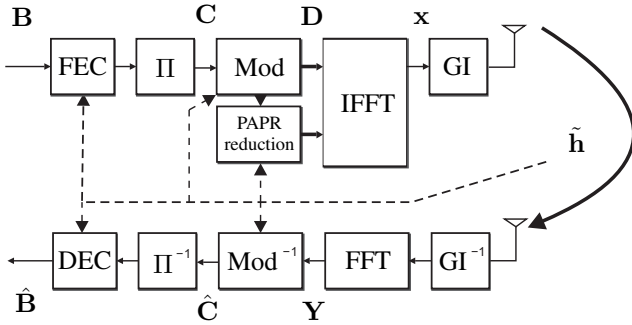 B C D x
FEC Π Mod IFFT GI
PAPR
reduction
h̃
DEC Π⁻¹ Mod⁻¹ FFT GI⁻¹
B̂ Ĉ Y